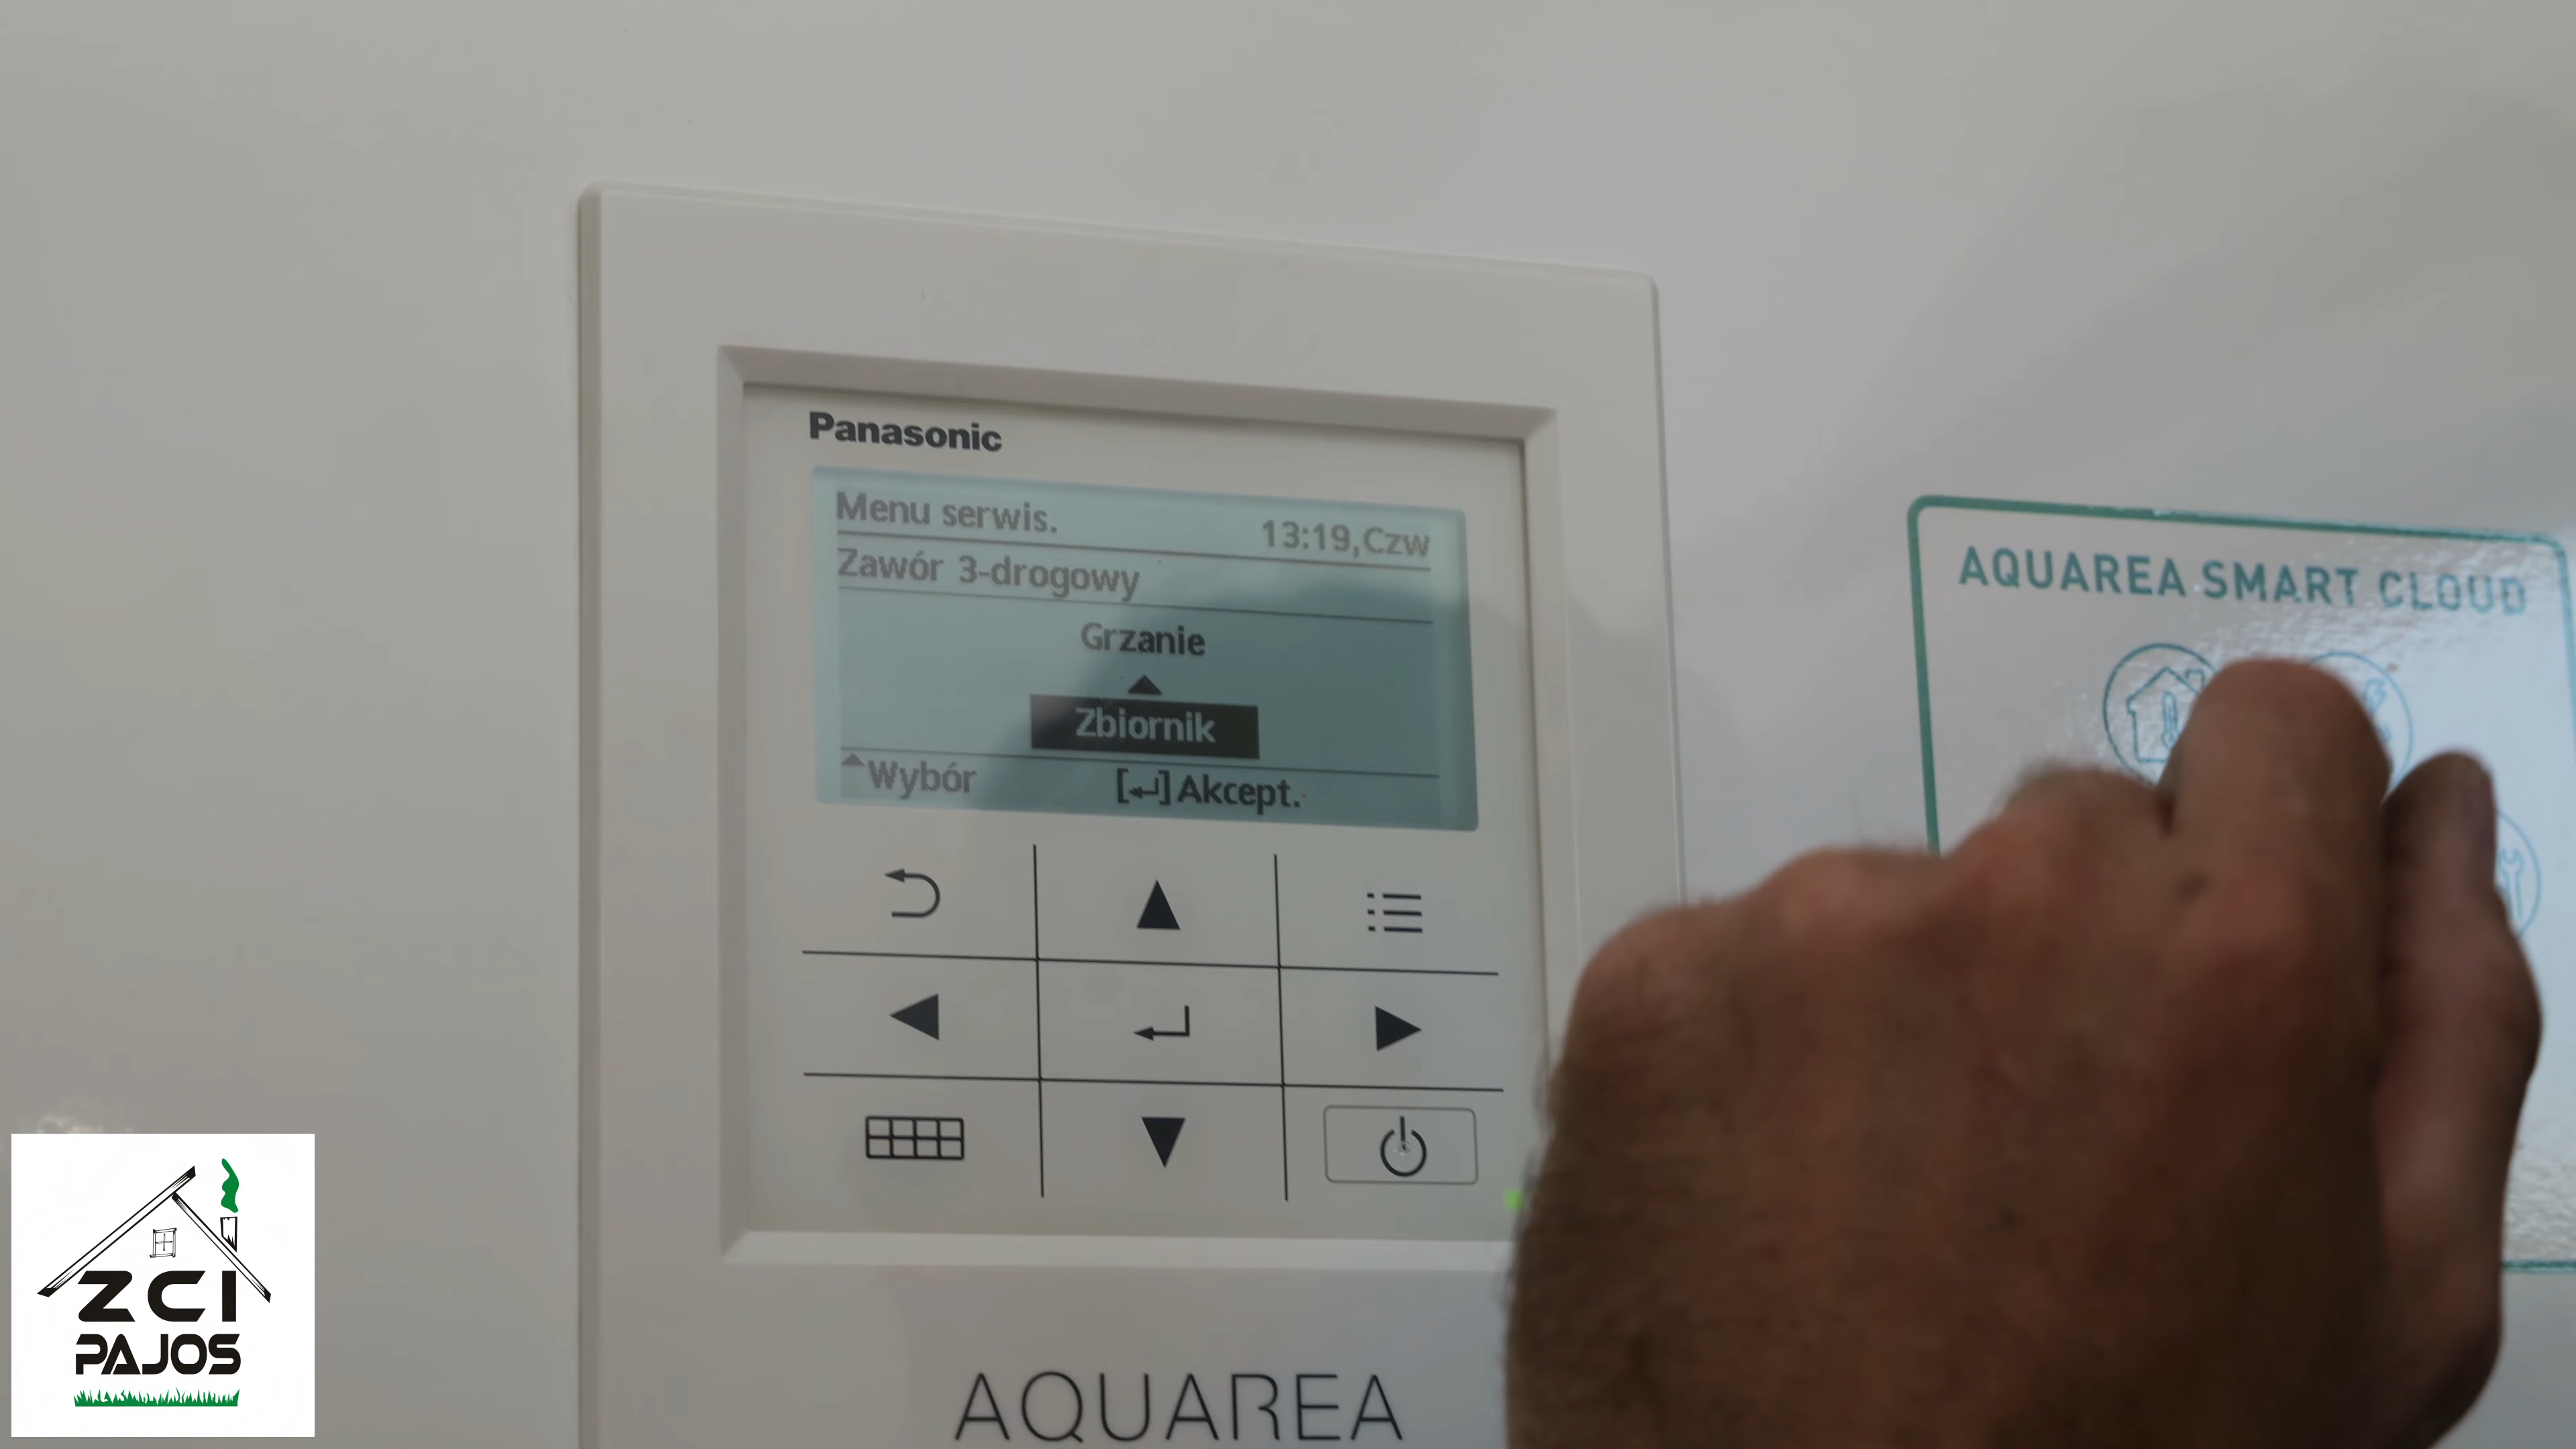 Panasonic
Menu serwis. 13:19,Czw
Zawór 3-drogowy
Grzanie
Zbiornik
Wybór [↵] Akcept.
AQUAREA
AQUAREA SMART CLOUD
ZCI
PAJOS